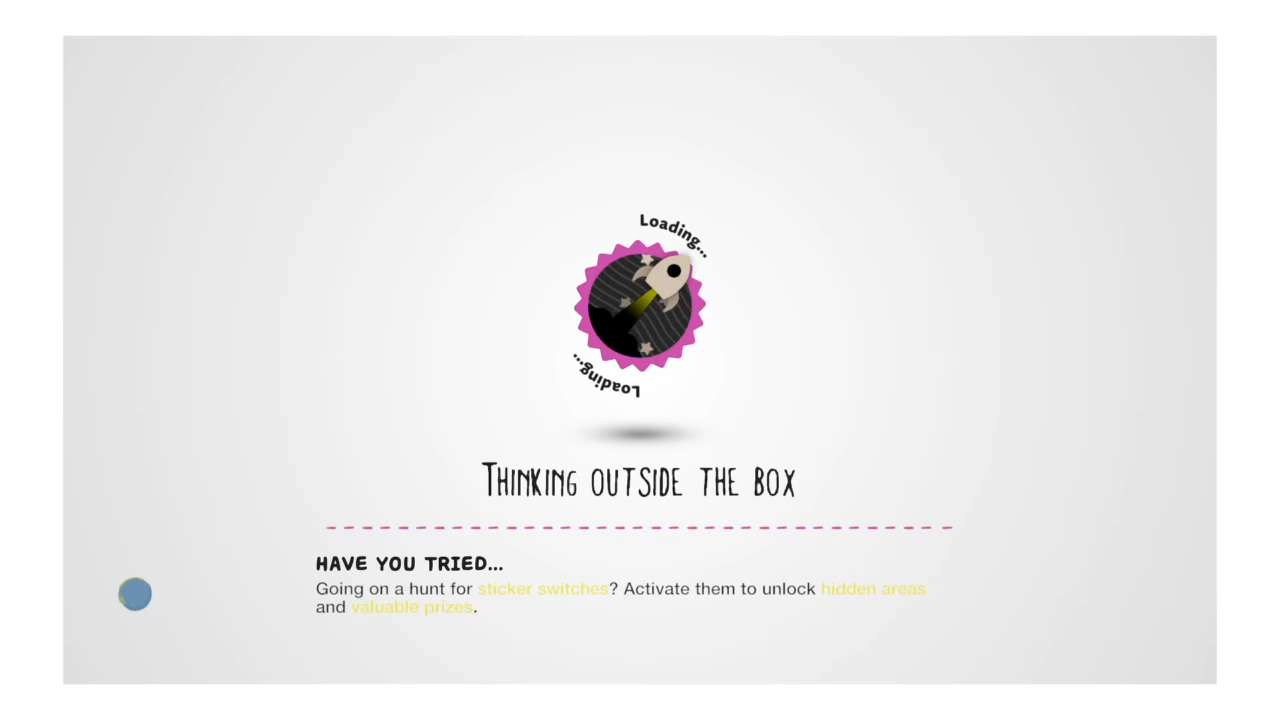 Loading...
Loading...
THINKING OUTSIDE THE BOX
HAVE YOU TRIED...
Going on a hunt for sticker switches? Activate them to unlock hidden areas
and valuable prizes.